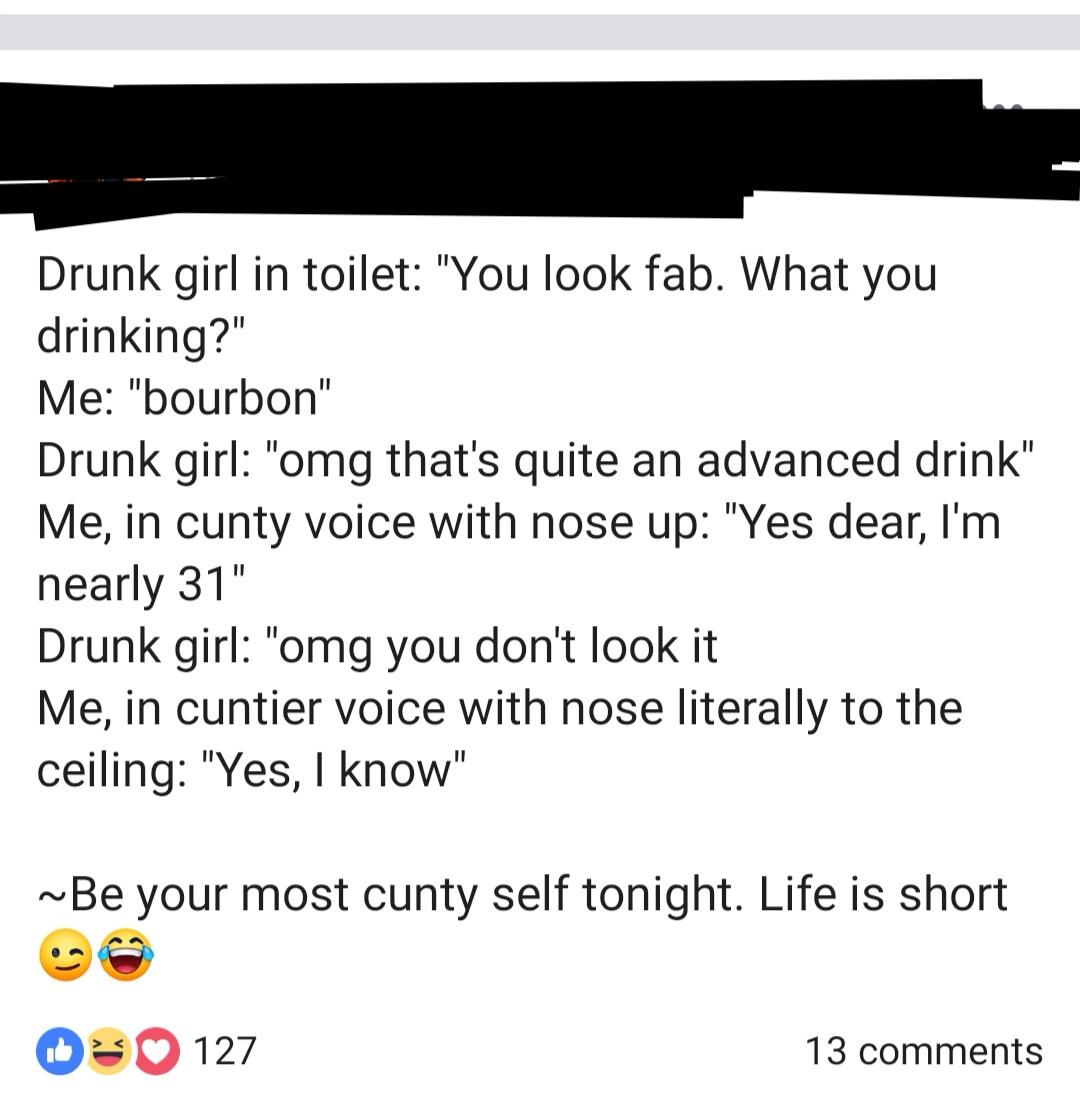 Drunk girl in toilet: "You look fab. What you
drinking?"
Me: "bourbon"
Drunk girl: "omg that's quite an advanced drink"
Me, in cunty voice with nose up: "Yes dear, I'm
nearly 31"
Drunk girl: "omg you don't look it
Me, in cuntier voice with nose literally to the
ceiling: "Yes, I know"
~Be your most cunty self tonight. Life is short
😉😂
127 13 comments